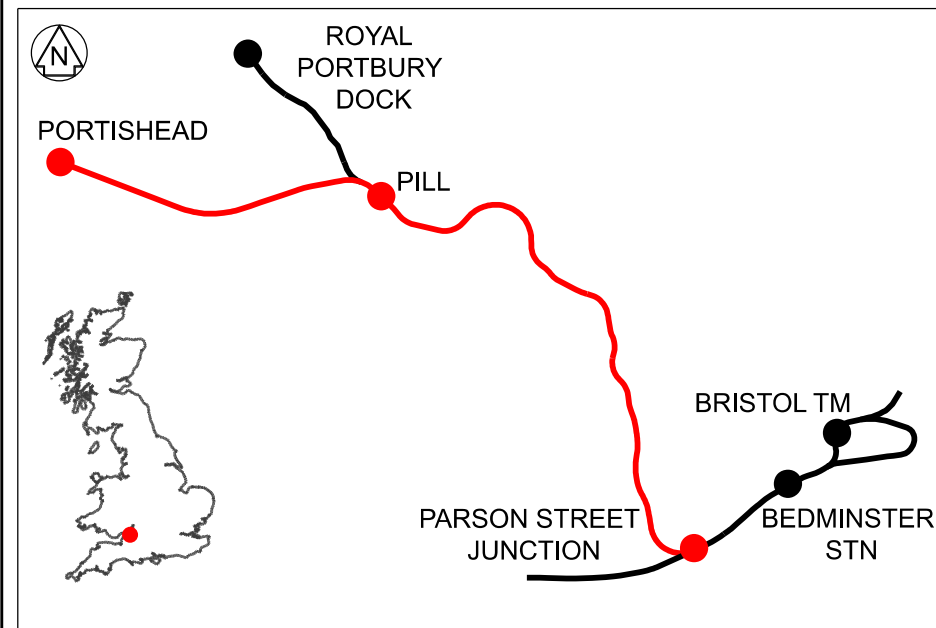 N
ROYAL
PORTBURY
DOCK
PORTISHEAD
PILL
BRISTOL TM
PARSON STREET
JUNCTION
BEDMINSTER
STN